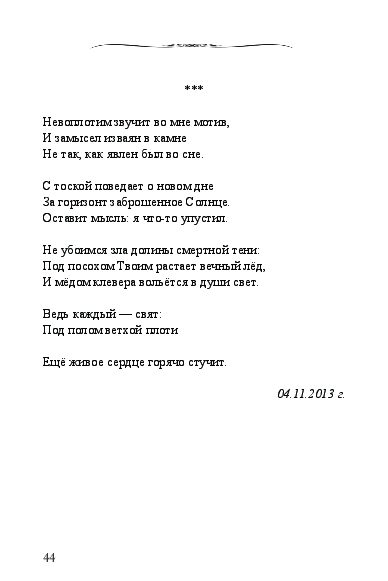 ***
Невоплотим звучит во мне мотив,
И замысел изваян в камне
Не так, как явлен был во сне.
С тоской поведает о новом дне
За горизонт заброшенное Солнце.
Оставит мысль: я что-то упустил.
Не убоимся зла долины смертной тени:
Под посохом Твоим растает вечный лёд,
И мёдом клевера вольётся в души свет.
Ведь каждый — свят:
Под полом ветхой плоти
Ещё живое сердце горячо стучит.
04.11.2013 г.
44